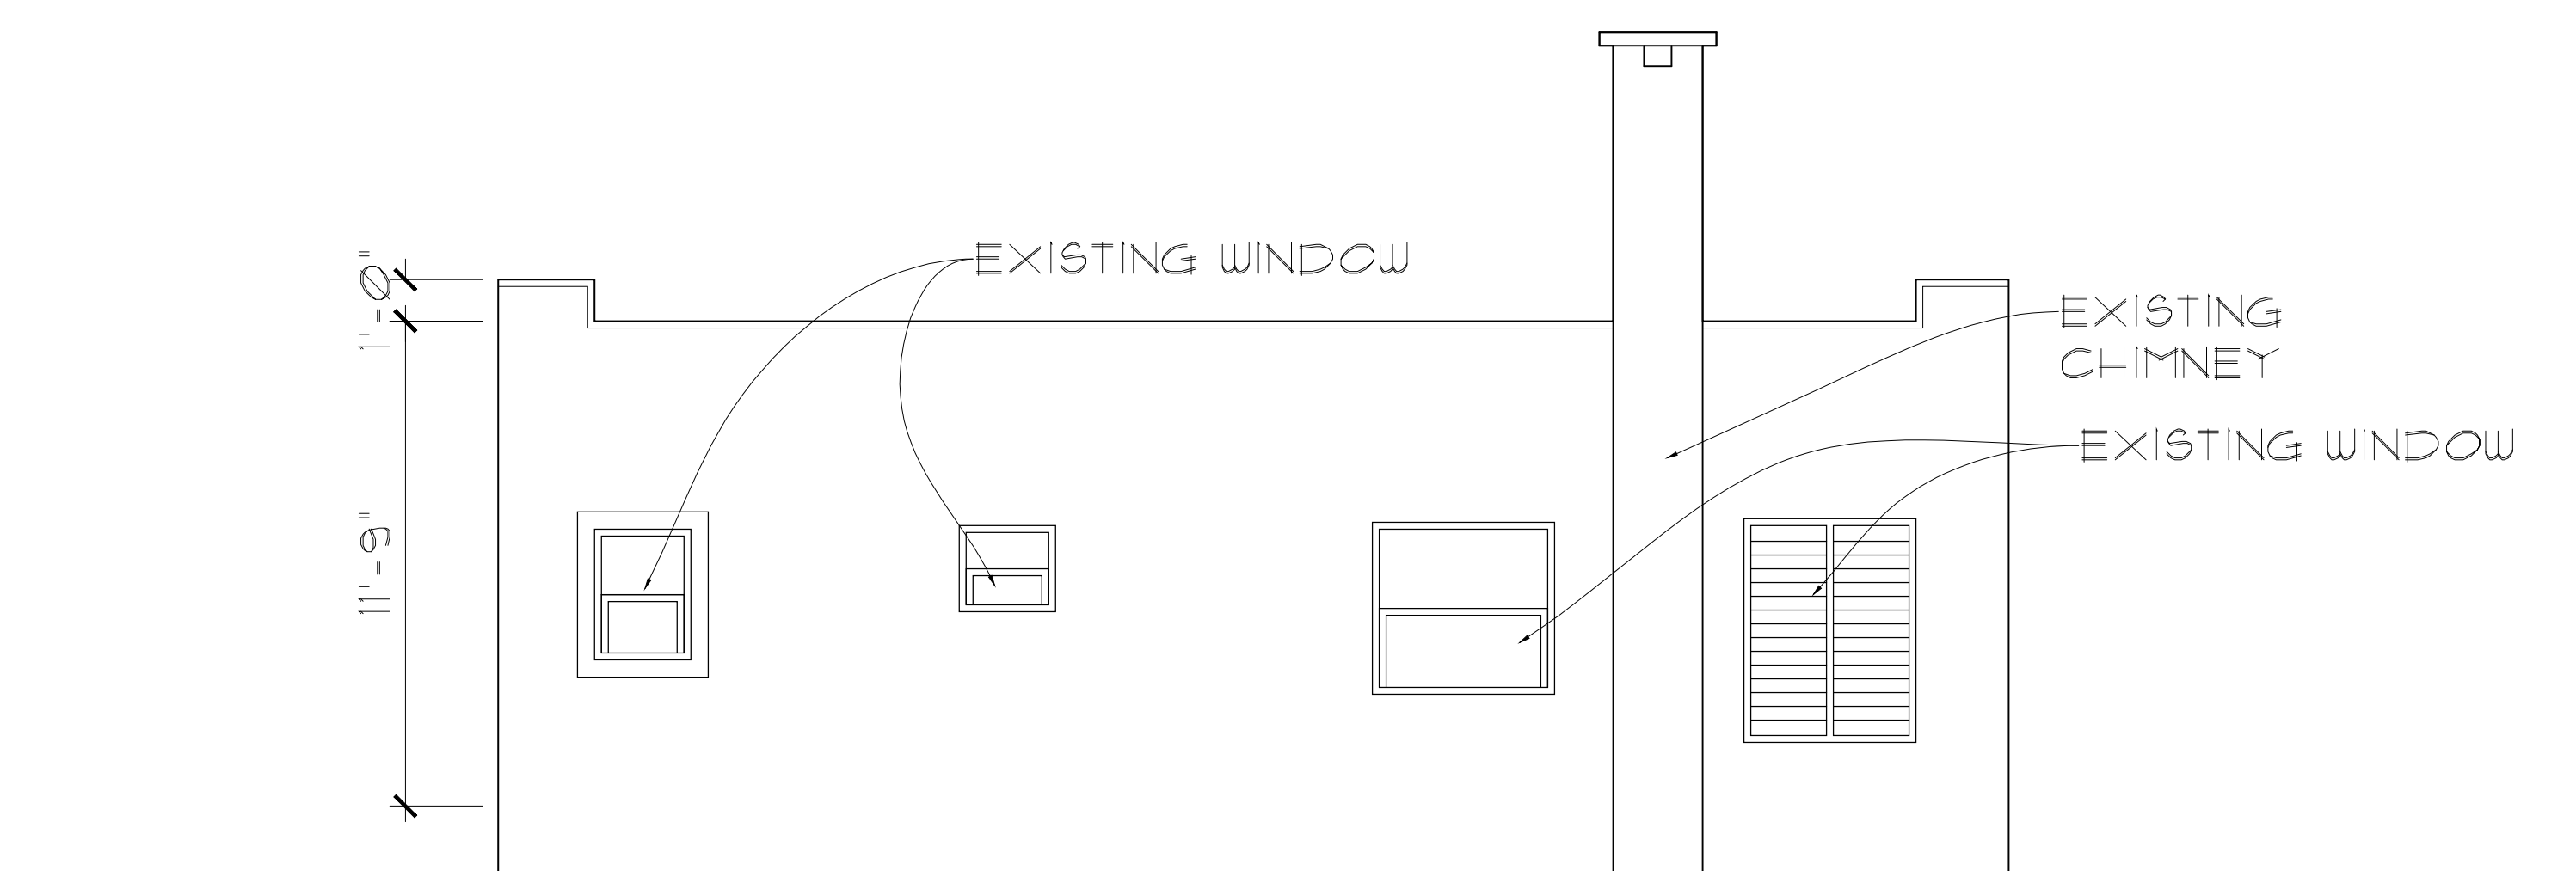 EXISTING WINDOW
1'-0"
EXISTING
CHIMNEY
EXISTING WINDOW
11'-9"